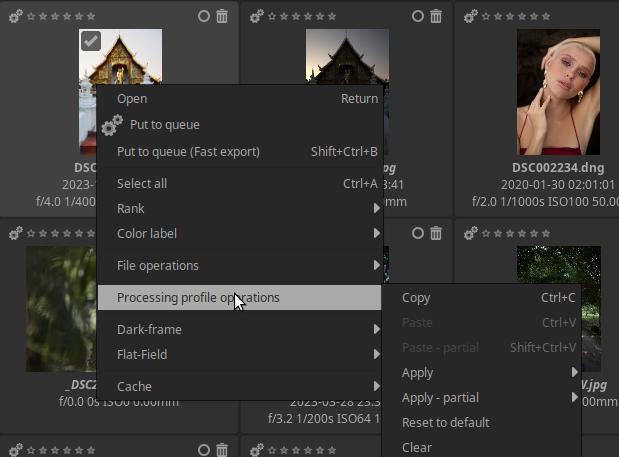 Open Return
Put to queue
Put to queue (Fast export) Shift+Ctrl+B
Select all Ctrl+A
Rank
Color label
File operations
Processing profile operations
Dark-frame
Flat-Field
Cache
Copy Ctrl+C
Paste Ctrl+V
Paste - partial Shift+Ctrl+V
Apply
Apply - partial
Reset to default
Clear
DSC
2023-
f/4.0 1/400
pg
3:41
mm
DSC002234.dng
2020-01-30 02:01:01
f/2.0 1/1000s ISO100 50.00
_DSC2
f/0.0 0s ISO0 0.00mm
2023-03-28 23:3
f/3.2 1/200s ISO64 1
.jpg
00mm